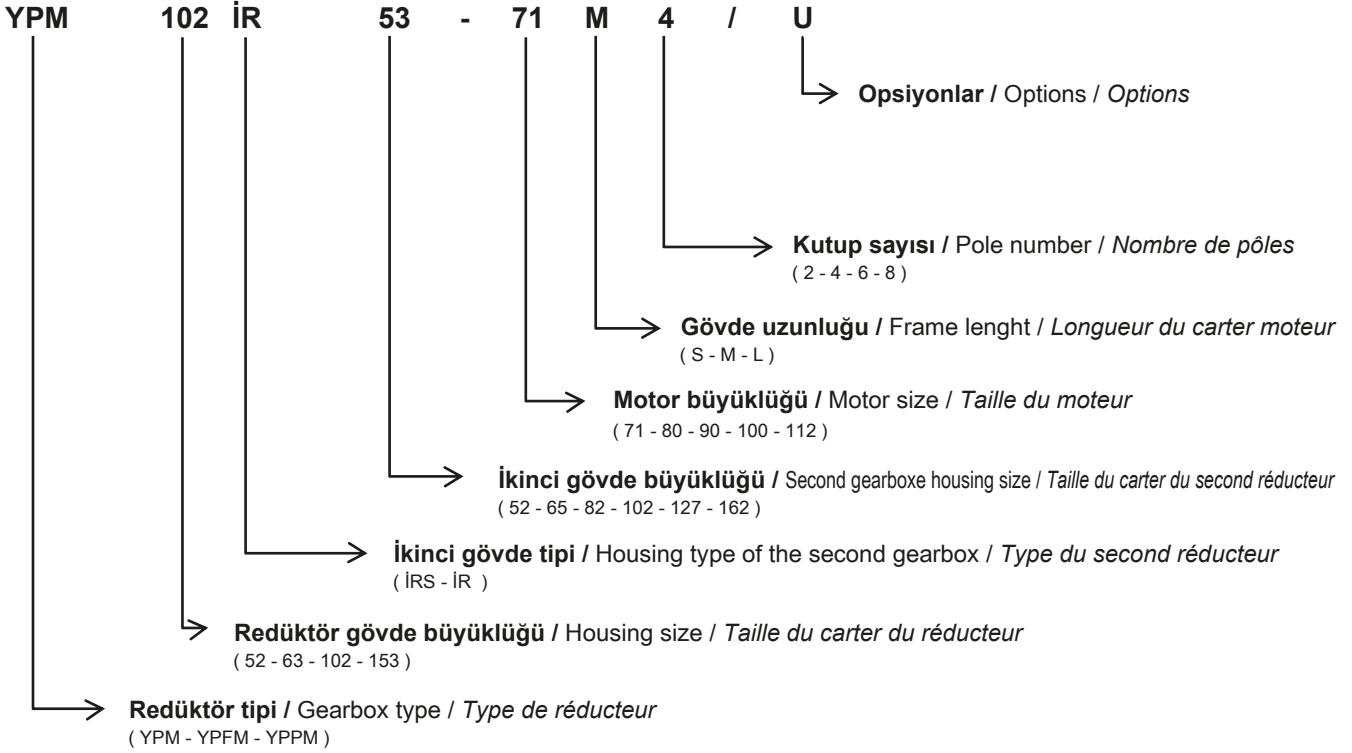 YPM 102 İR 53 - 71 M 4 / U
Opsiyonlar / Options / Options
Kutup sayısı / Pole number / Nombre de pôles
( 2 - 4 - 6 - 8 )
Gövde uzunluğu / Frame lenght / Longueur du carter moteur
( S - M - L )
Motor büyüklüğü / Motor size / Taille du moteur
( 71 - 80 - 90 - 100 - 112 )
İkinci gövde büyüklüğü / Second gearboxe housing size / Taille du carter du second réducteur
( 52 - 65 - 82 - 102 - 127 - 162 )
İkinci gövde tipi / Housing type of the second gearbox / Type du second réducteur
( İRS - İR )
Redüktör gövde büyüklüğü / Housing size / Taille du carter du réducteur
( 52 - 63 - 102 - 153 )
Redüktör tipi / Gearbox type / Type de réducteur
( YPM - YPFM - YPPM )